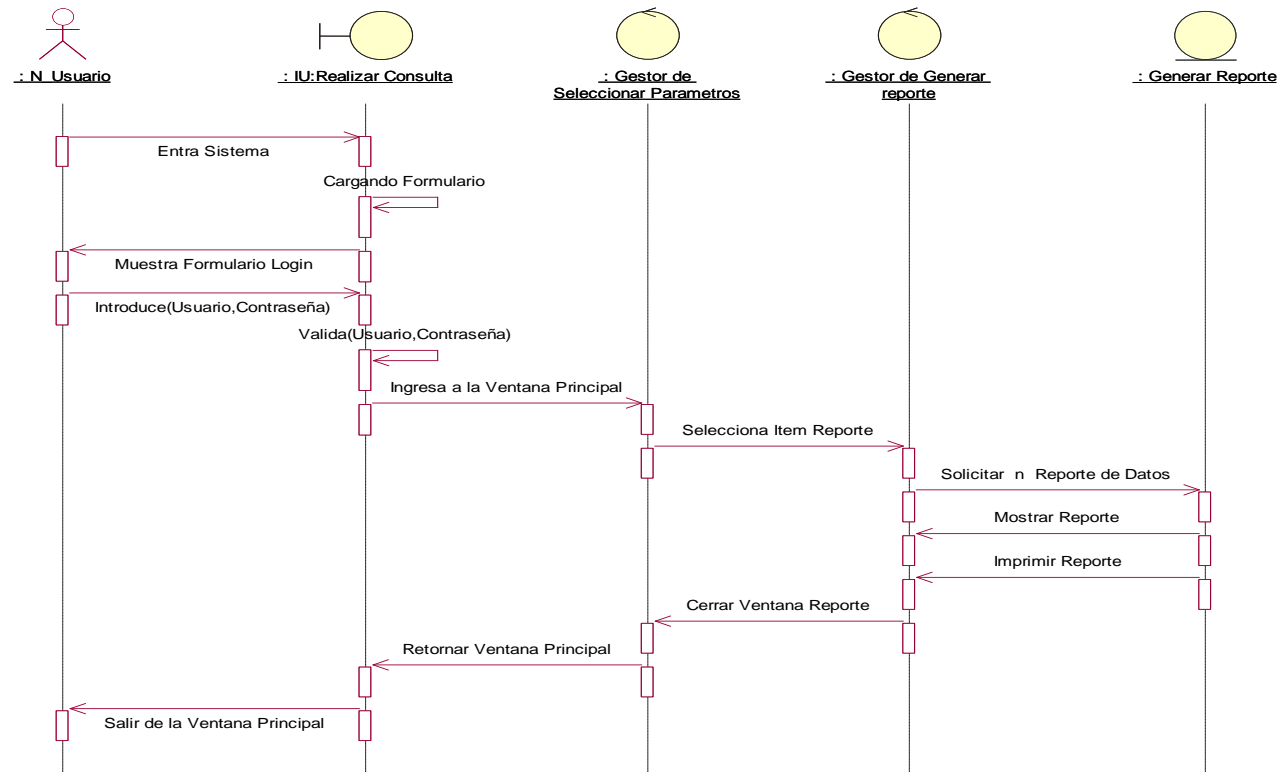 : N_Usuario
: IU:Realizar Consulta
: Gestor de
Seleccionar Parametros
: Gestor de Generar
reporte
: Generar Reporte
Entra Sistema
Cargando Formulario
Muestra Formulario Login
Introduce(Usuario,Contraseña)
Valida(Usuario,Contraseña)
Ingresa a la Ventana Principal
Selecciona Item Reporte
Solicitar n Reporte de Datos
Mostrar Reporte
Imprimir Reporte
Cerrar Ventana Reporte
Retornar Ventana Principal
Salir de la Ventana Principal